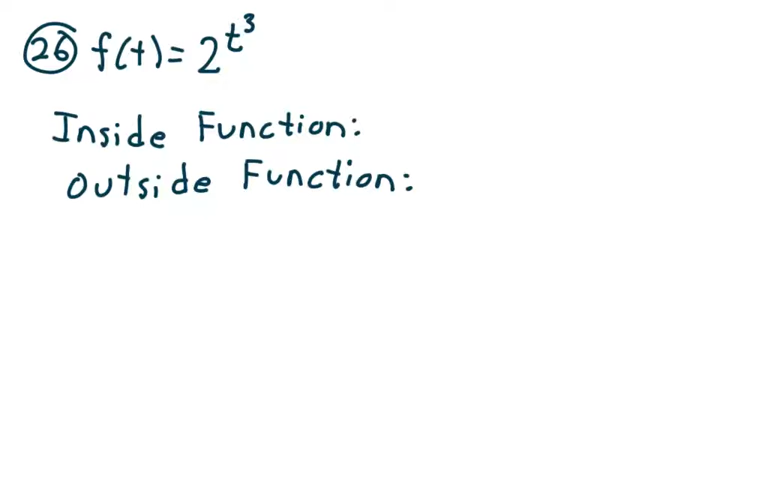 ㉖ f(t) = 2^{t^3}
Inside Function:
Outside Function: